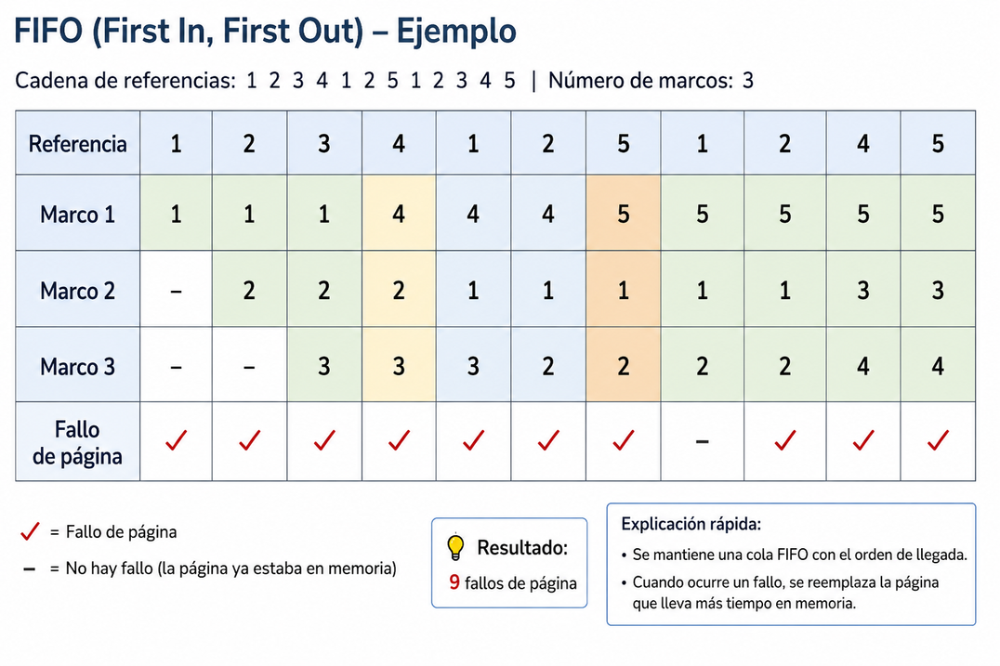 FIFO (First In, First Out) – Ejemplo
Cadena de referencias: 1 2 3 4 1 2 5 1 2 3 4 5 | Número de marcos: 3
Referencia 1 2 3 4 1 2 5 1 2 4 5
Marco 1 1 1 1 4 4 4 5 5 5 5 5
Marco 2 – 2 2 2 1 1 1 1 1 3 3
Marco 3 – – 3 3 3 2 2 2 2 4 4
Fallo
de página ✓ ✓ ✓ ✓ ✓ ✓ ✓ – ✓ ✓ ✓
✓ = Fallo de página
– = No hay fallo (la página ya estaba en memoria)
Resultado:
9 fallos de página
Explicación rápida:
• Se mantiene una cola FIFO con el orden de llegada.
• Cuando ocurre un fallo, se reemplaza la página
que lleva más tiempo en memoria.